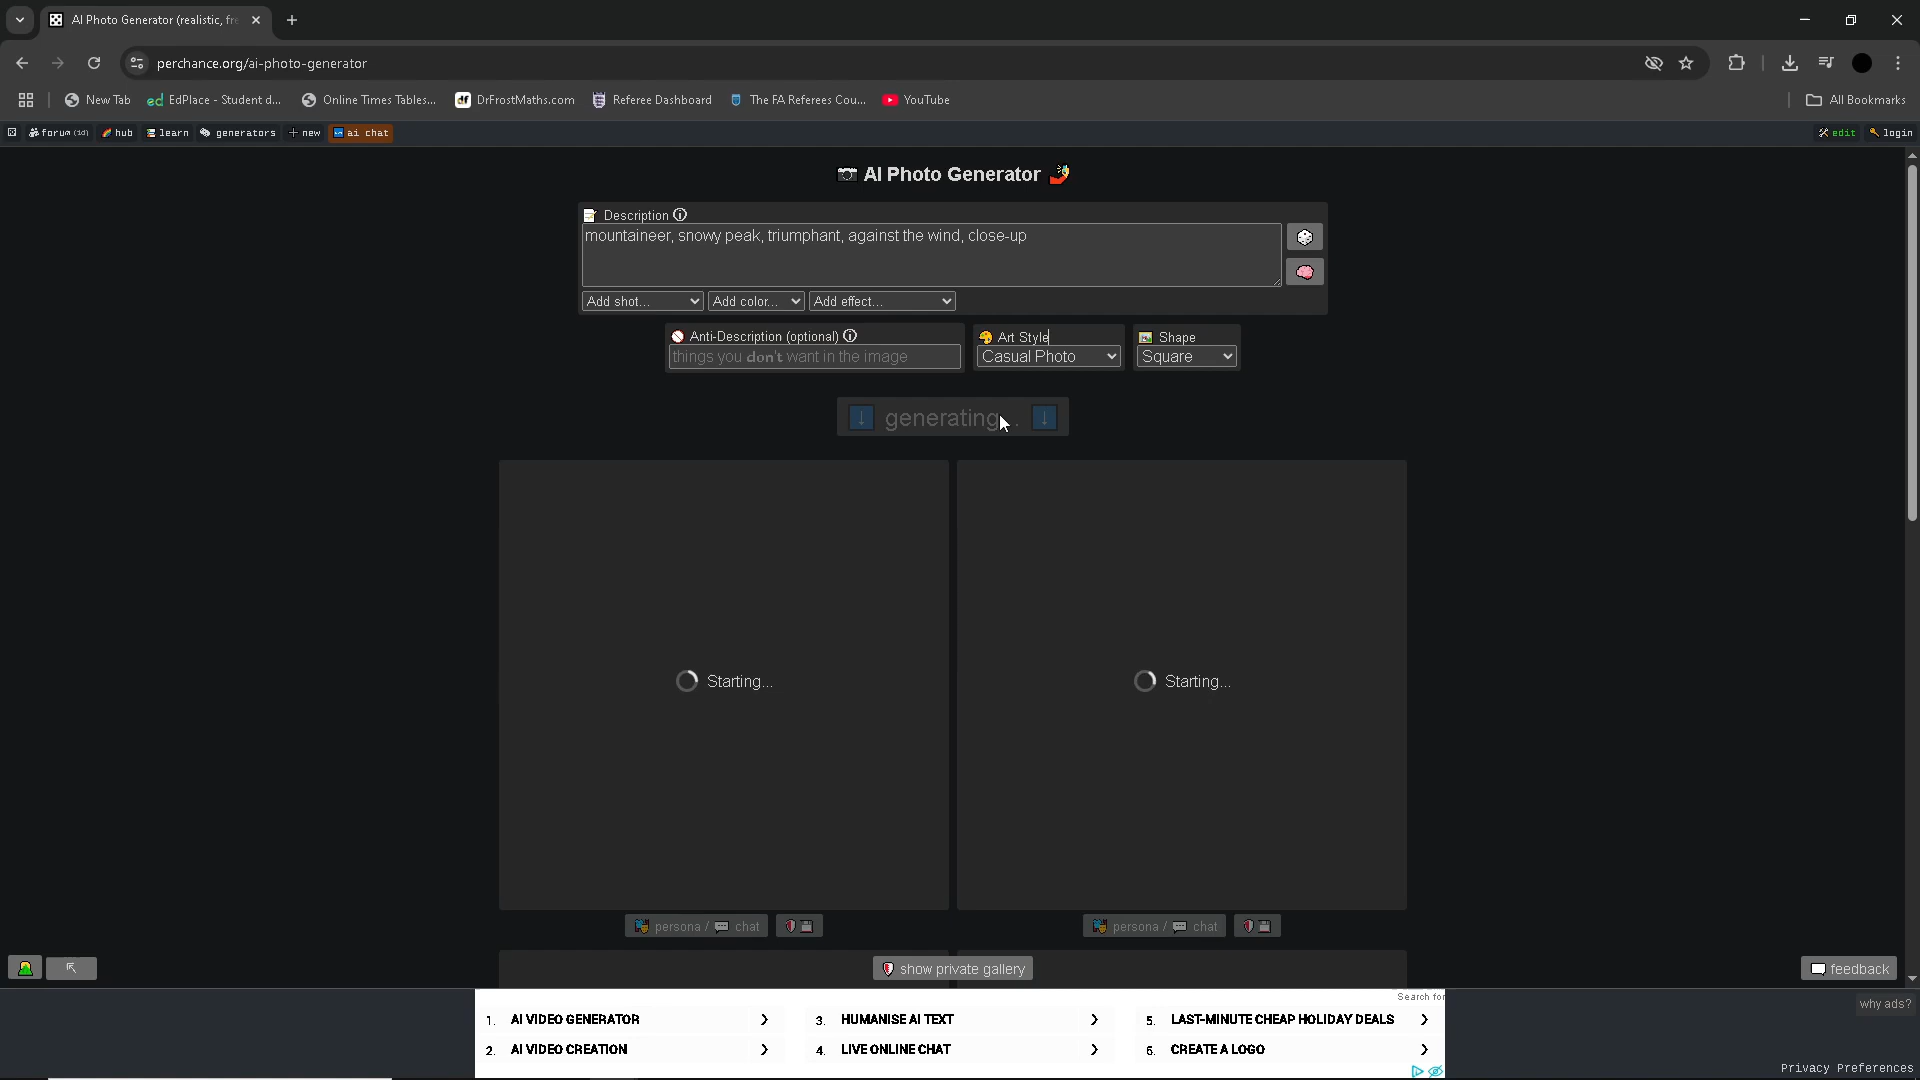 AI Photo Generator (realistic, fre
perchance.org/ai-photo-generator
New Tab
EdPlace - Student d...
Online Times Tables...
DrFrostMaths.com
Referee Dashboard
The FA Referees Cou...
YouTube
All Bookmarks
forum (1d)
hub
learn
generators
+ new
ai chat
edit
login
AI Photo Generator
Description
mountaineer, snowy peak, triumphant, against the wind, close-up
Add shot...
Add color...
Add effect...
Anti-Description (optional)
things you don't want in the image
Art Style
Casual Photo
Shape
Square
generating...
Starting...
Starting...
persona / chat
persona / chat
show private gallery
feedback
why ads?
Search for
1. AI VIDEO GENERATOR
2. AI VIDEO CREATION
3. HUMANISE AI TEXT
4. LIVE ONLINE CHAT
5. LAST-MINUTE CHEAP HOLIDAY DEALS
6. CREATE A LOGO
Privacy Preferences